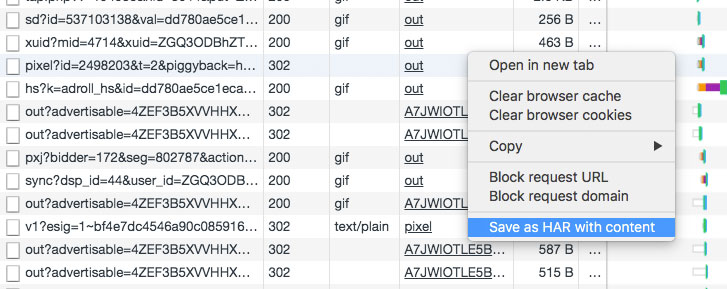 sd?id=537103138&val=dd780ae5ce1… 200 gif out 256 B …
xuid?mid=4714&xuid=ZGQ3ODBhZT… 200 gif out 463 B …
pixel?id=2498203&t=2&piggyback=h… 302 out
hs?k=adroll_hs&id=dd780ae5ce1eca… 200 gif out
out?advertisable=4ZEF3B5XVVHHX… 302 A7JWIOTL
out?advertisable=4ZEF3B5XVVHHX… 302 A7JWIOTL
pxj?bidder=172&seg=802787&action… 200 gif out
sync?dsp_id=44&user_id=ZGQ3ODB… 200 gif out
out?advertisable=4ZEF3B5XVVHHX… 200 gif A7JWIOTL
v1?esig=1~bf4e7dc4546a90c085916… 302 text/plain pixel
out?advertisable=4ZEF3B5XVVHHX… 302 A7JWIOTLE5B… 587 B …
out?advertisable=4ZEF3B5XVVHHX… 302 A7JWIOTLE5B… 515 B …
Open in new tab
Clear browser cache
Clear browser cookies
Copy
Block request URL
Block request domain
Save as HAR with content